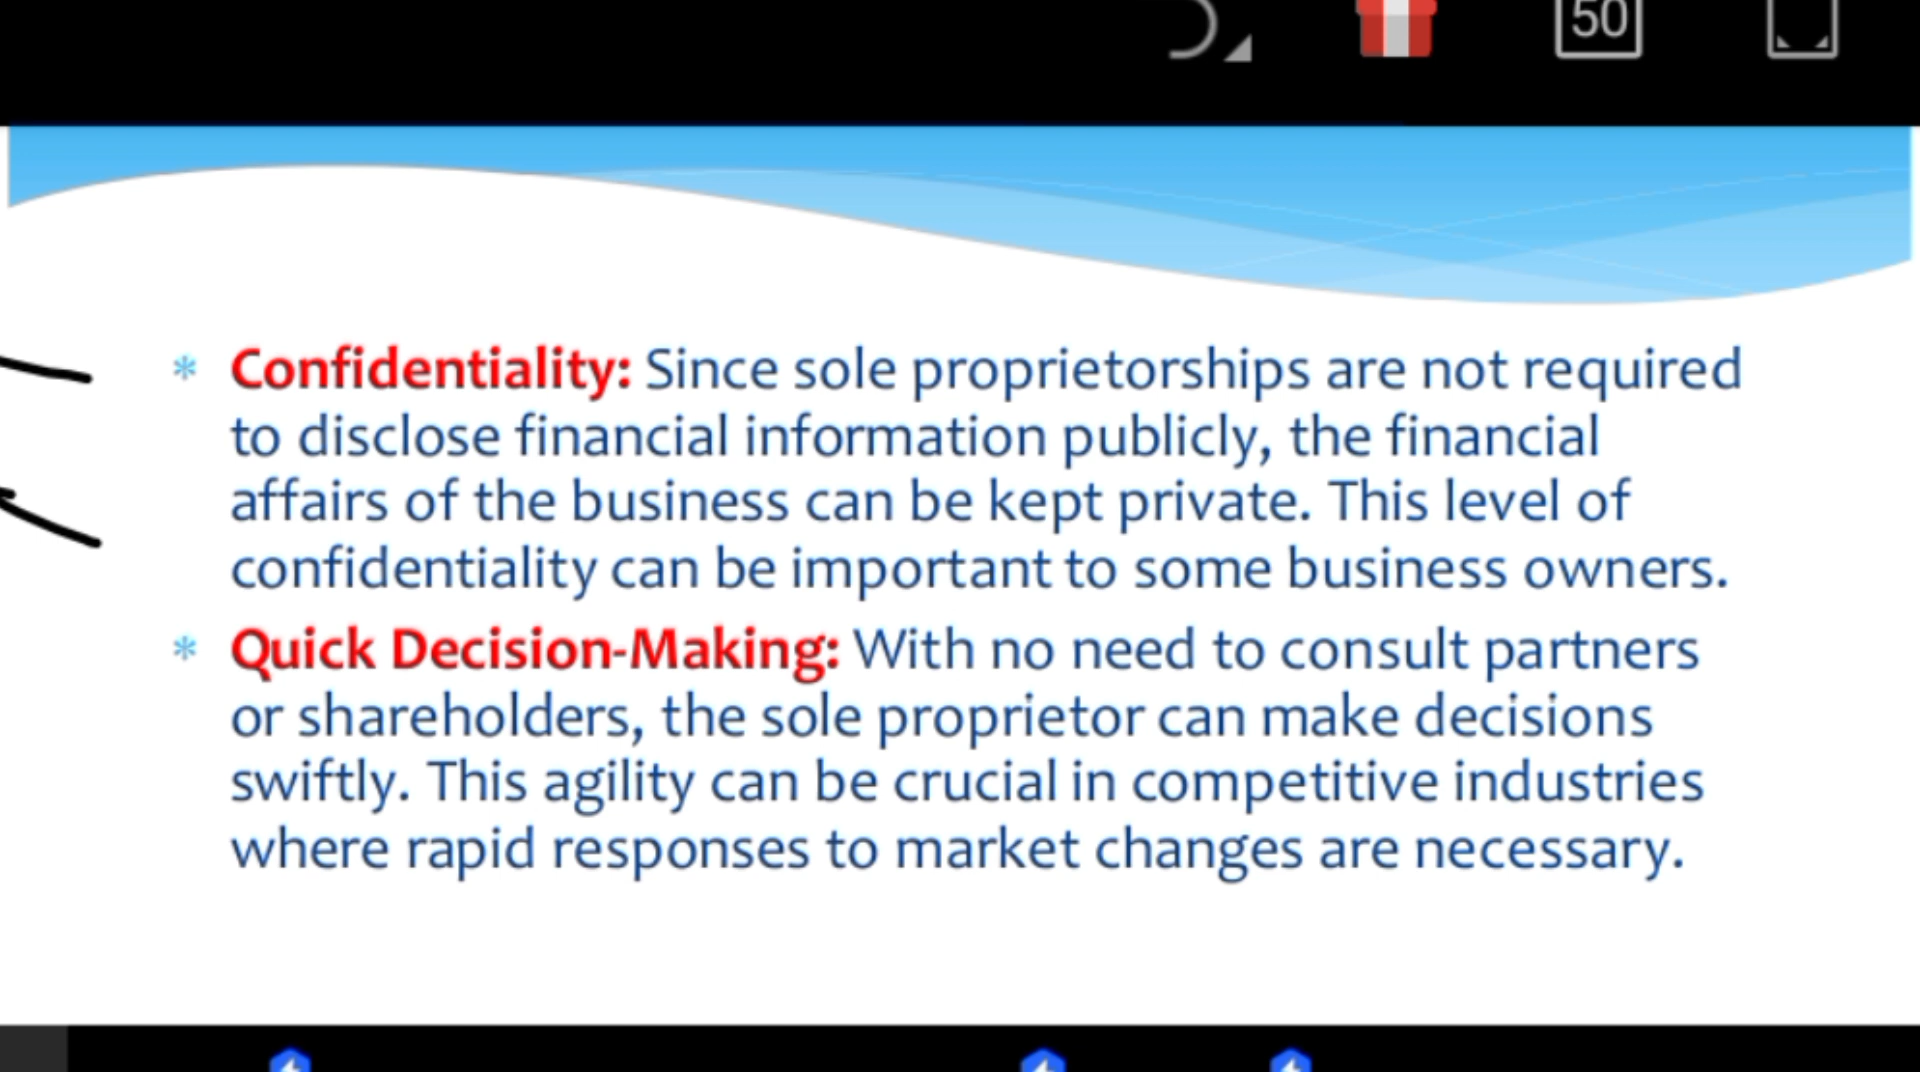 50
* Confidentiality: Since sole proprietorships are not required
to disclose financial information publicly, the financial
affairs of the business can be kept private. This level of
confidentiality can be important to some business owners.
* Quick Decision-Making: With no need to consult partners
or shareholders, the sole proprietor can make decisions
swiftly. This agility can be crucial in competitive industries
where rapid responses to market changes are necessary.